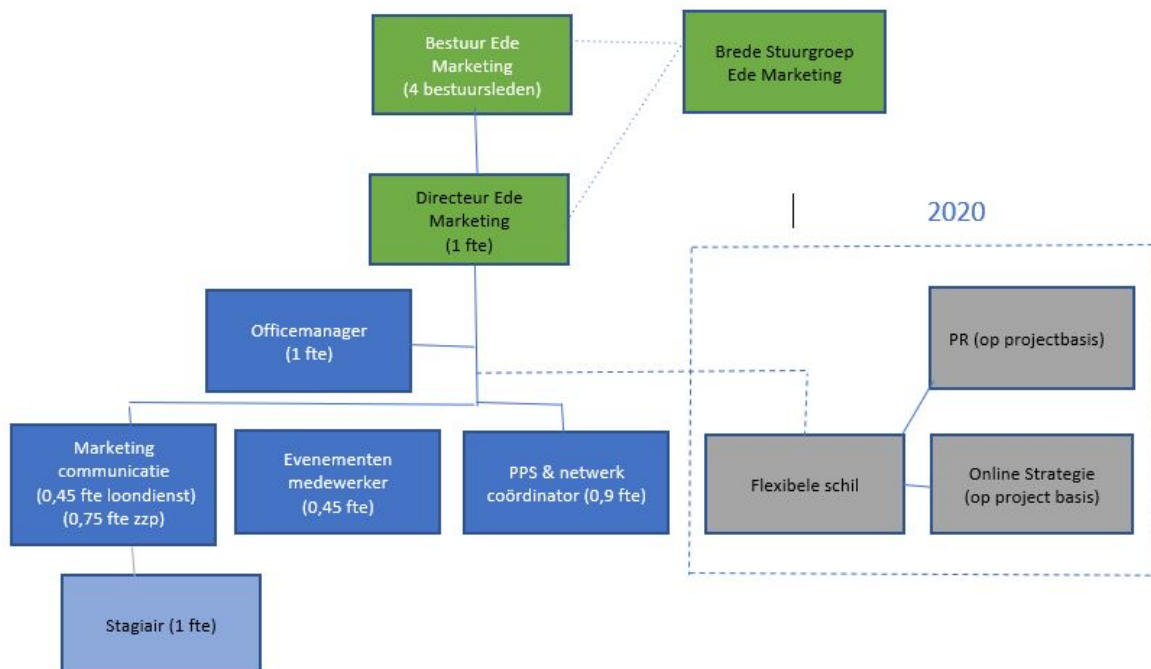 Bestuur Ede
Marketing
(4 bestuursleden)
Brede Stuurgroep
Ede Marketing
Directeur Ede
Marketing
(1 fte)
2020
Officemanager
(1 fte)
PR (op projectbasis)
Marketing
communicatie
(0,45 fte loondienst)
(0,75 fte zzp)
Evenementen
medewerker
(0,45 fte)
PPS & netwerk
coördinator (0,9 fte)
Flexibele schil
Online Strategie
(op project basis)
Stagiair (1 fte)